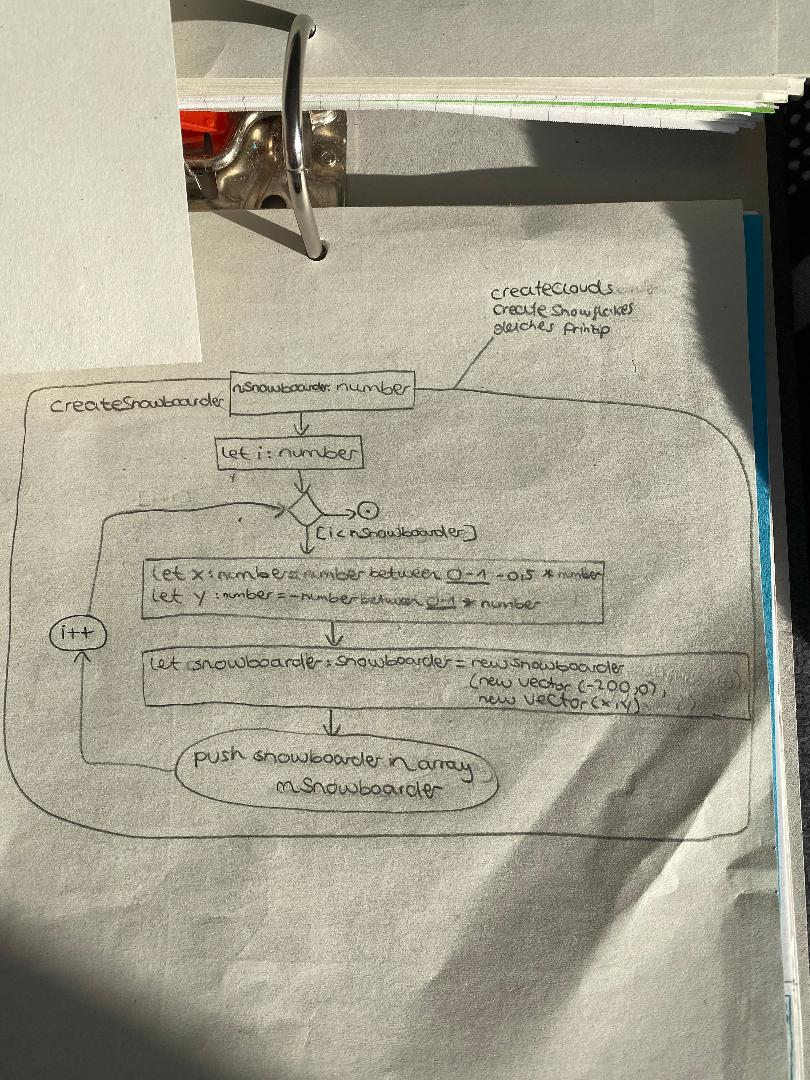 createClouds
create Snowflakes
gleiches Prinzip
createSnowboarder
nSnowboarder: number
let i: number
[i < nSnowboarder]
let x: number = number between 0-1 - 0,5 * number
let y: number = - number between 0-1 * number
i++
let snowboarder: snowboarder = new snowboarder
(new vector (-200,0),
new vector (x,y)
push snowboarder in array
mSnowboarder